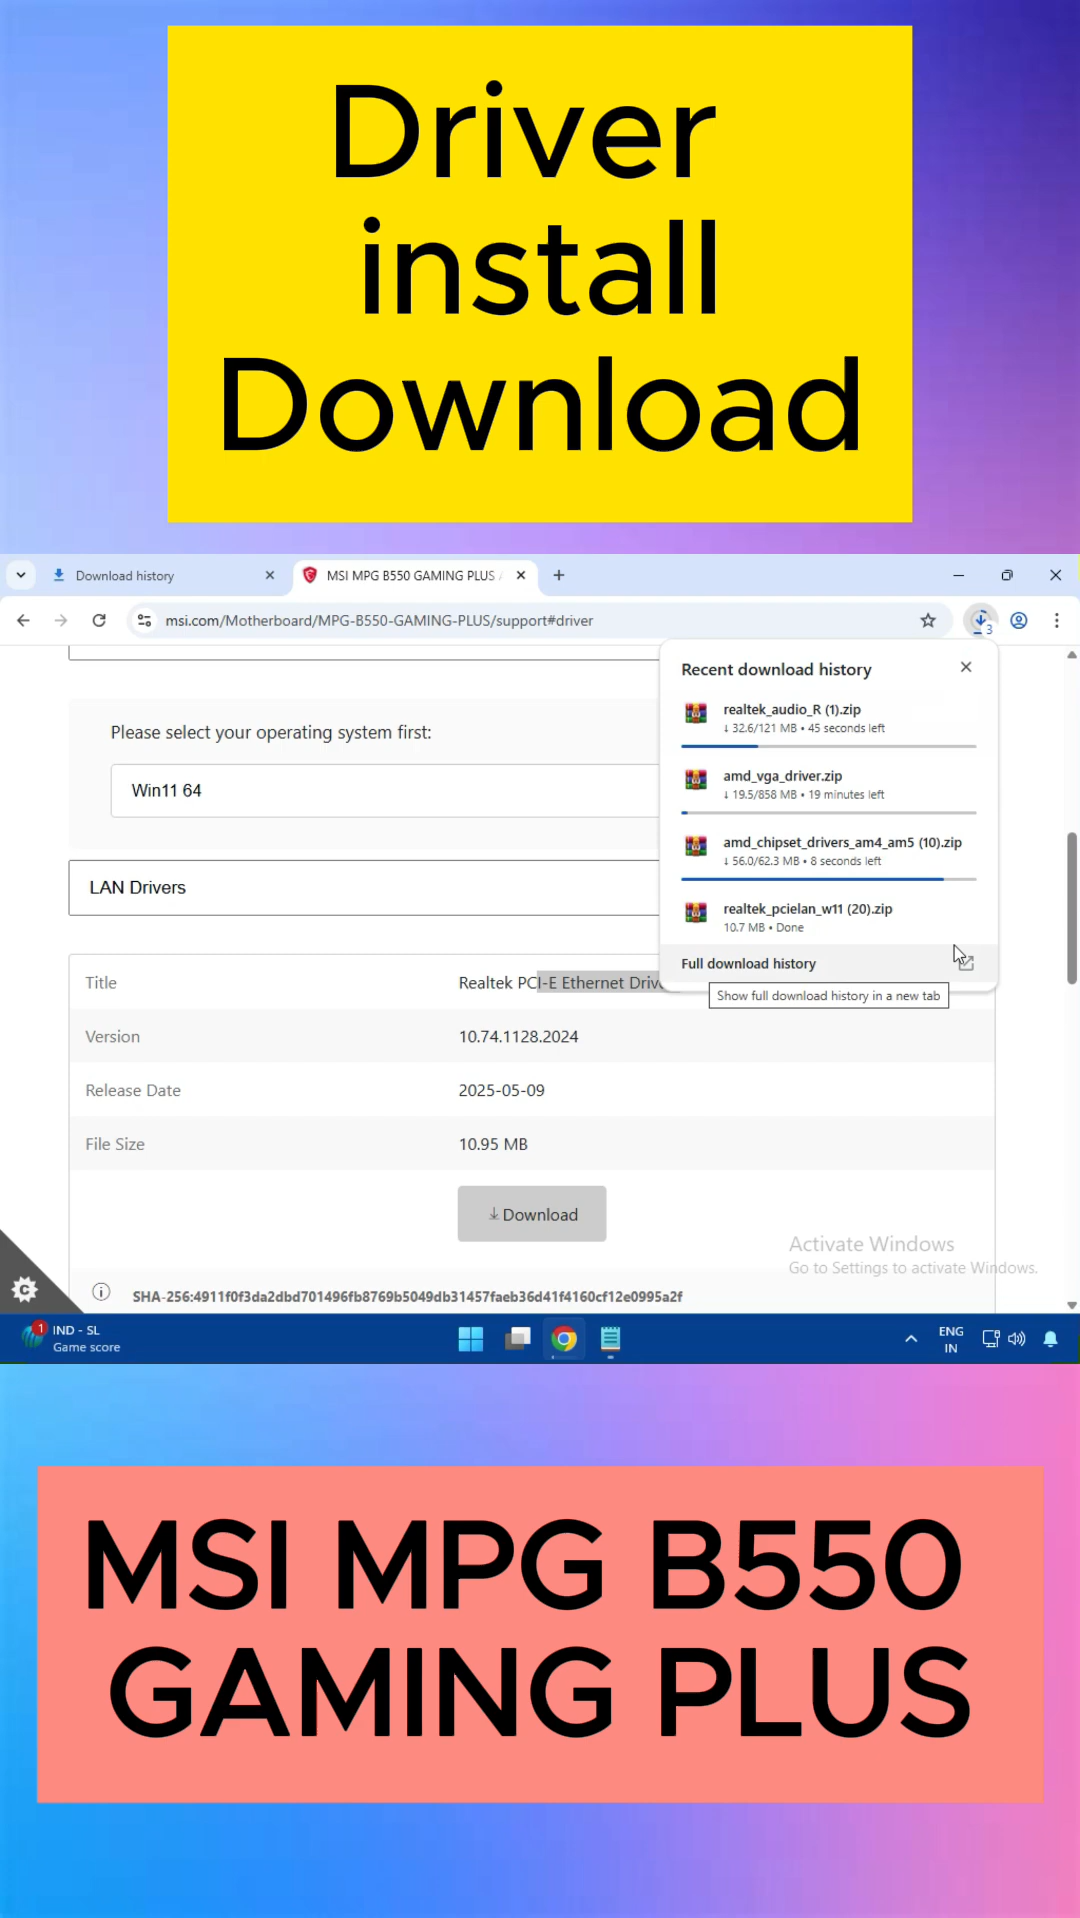 Driver
install
Download
Download history
MSI MPG B550 GAMING PLUS
msi.com/Motherboard/MPG-B550-GAMING-PLUS/support#driver
3
Recent download history
realtek_audio_R (1).zip
↓ 32.6/121 MB • 45 seconds left
amd_vga_driver.zip
↓ 19.5/858 MB • 19 minutes left
amd_chipset_drivers_am4_am5 (10).zip
↓ 56.0/62.3 MB • 8 seconds left
realtek_pcielan_w11 (20).zip
10.7 MB • Done
Full download history
Show full download history in a new tab
Please select your operating system first:
Win11 64
LAN Drivers
Title Realtek PCI-E Ethernet Driv
Version 10.74.1128.2024
Release Date 2025-05-09
File Size 10.95 MB
Download
Activate Windows
Go to Settings to activate Windows.
C
SHA-256:4911f0f3da2dbd701496fb8769b5049db31457faeb36d41f4160cf12e0995a2f
1
IND - SL
Game score
ENG
IN
MSI MPG B550
GAMING PLUS